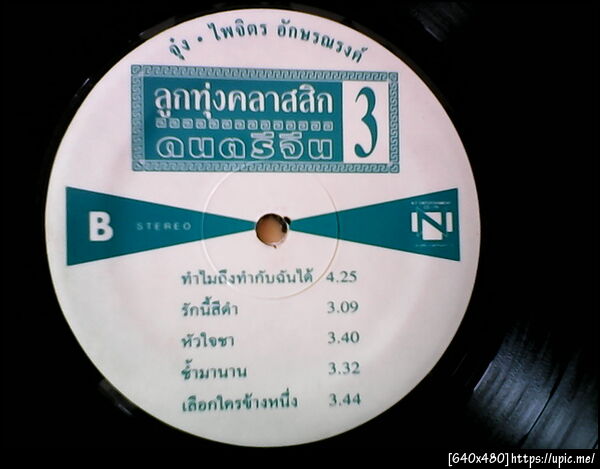 อุ๋ง • ไพจิตร อักษรณรงค์
ลูกทุ่งคลาสสิก
ดนตรีจีน
3
B
STEREO
N
ทำไมถึงทำกับฉันได้ 4.25
รักนี้สีดำ 3.09
หัวใจชา 3.40
ช้ำมานาน 3.32
เลือกใครข้างหนึ่ง 3.44
[640x480]https://upic.me/